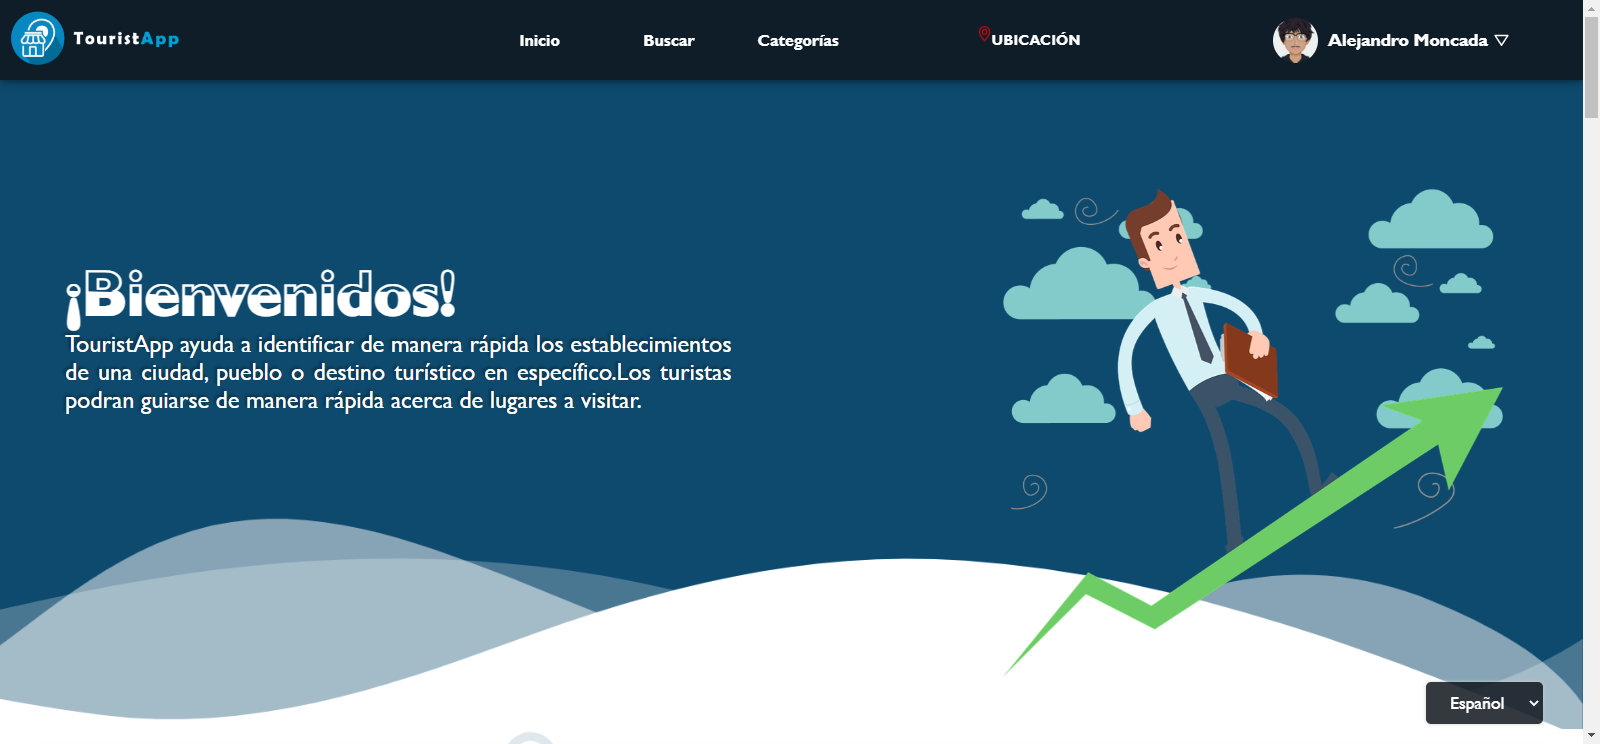 TouristApp
Inicio
Buscar
Categorías
UBICACIÓN
Alejandro Moncada
¡Bienvenidos!
TouristApp ayuda a identificar de manera rápida los establecimientos
de una ciudad, pueblo o destino turístico en específico.Los turistas
podran guiarse de manera rápida acerca de lugares a visitar.
Español